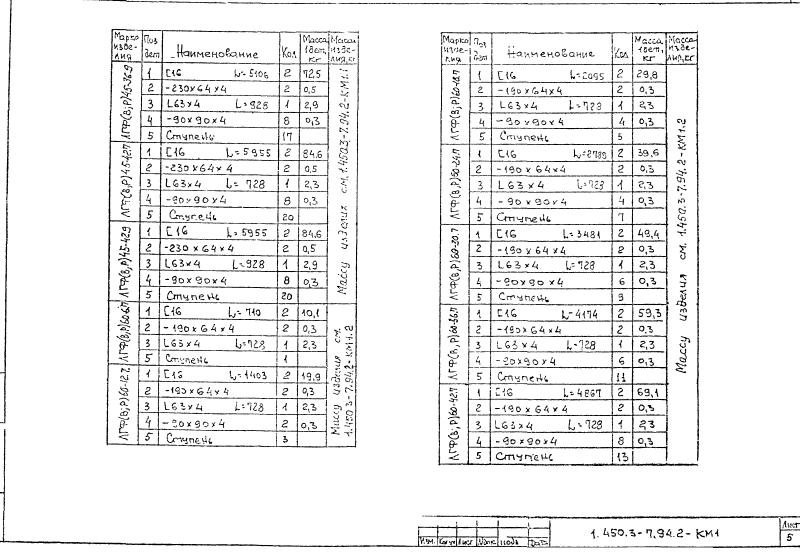 Марка изде- лия | Поз дет | Наименование | Кол | Масса 1 дет, кг | Масса изде- лия, кг
ЛГФ(В;Р)45-36.9
1 | [16 L=5106 | 2 | 72,5
2 | -230×64×4 | 2 | 0,5
3 | L63×4 L=928 | 1 | 2,9
4 | -90×90×4 | 8 | 0,3
5 | Ступень | 17
ЛГФ(В;Р)45-42.7
1 | [16 L=5955 | 2 | 84,6
2 | -230×64×4 | 2 | 0,5
3 | L63×4 L=728 | 1 | 2,3
4 | -90×90×4 | 8 | 0,3
5 | Ступень | 20
ЛГФ(В,Р)45-42.9
1 | [16 L=5955 | 2 | 84,6
2 | -230×64×4 | 2 | 0,5
3 | L63×4 L=928 | 1 | 2,9
4 | -90×90×4 | 8 | 0,3
5 | Ступень | 20
ЛГФ(В,Р)60-6.7
1 | [16 L=710 | 2 | 10,1
2 | -190×64×4 | 2 | 0,3
3 | L63×4 L=728 | 1 | 2,3
5 | Ступень | 1
ЛГФ(В;Р)60-12.7
1 | [16 L=1403 | 2 | 19,9
2 | -190×64×4 | 2 | 0,3
3 | L63×4 L=728 | 1 | 2,3
4 | -90×90×4 | 2 | 0,3
5 | Ступень | 3
Массу изделия см. 1.450.3-7.94.2-КМ1.1
Массу изделия см. 1.450.3-7.94.2-КМ1.2
Марка изде- лия | Поз дет | Наименование | Кол | Масса 1 дет, кг | Масса изде- лия, кг
ЛГФ(В;Р)60-18.7
1 | [16 L=2095 | 2 | 29,8
2 | -190×64×4 | 2 | 0,3
3 | L63×4 L=728 | 1 | 2,3
4 | -90×90×4 | 4 | 0,3
5 | Ступень | 5
ЛГФ(В,Р)60-24.7
1 | [16 L=2789 | 2 | 39,6
2 | -190×64×4 | 2 | 0,3
3 | L63×4 L=728 | 1 | 2,3
4 | -90×90×4 | 4 | 0,3
5 | Ступень | 7
ЛГФ(В;Р)60-30.7
1 | [16 L=3481 | 2 | 49,4
2 | -190×64×4 | 2 | 0,3
3 | L63×4 L=728 | 1 | 2,3
4 | -90×90×4 | 6 | 0,3
5 | Ступень | 9
ЛГФ(В,Р)60-36.7
1 | [16 L=4174 | 2 | 59,3
2 | -190×64×4 | 2 | 0,3
3 | L63×4 L=728 | 1 | 2,3
4 | -90×90×4 | 6 | 0,3
5 | Ступень | 11
ЛГФ(В;Р)60-42.7
1 | [16 L=4867 | 2 | 69,1
2 | -190×64×4 | 2 | 0,3
3 | L63×4 L=728 | 1 | 2,3
4 | -90×90×4 | 8 | 0,3
5 | Ступень | 13
Массу изделия см. 1.450.3-7.94.2-КМ1.2
Изм. Кол.уч Лист №док Подп Дата
1.450.3-7.94.2-КМ1
Лист
5